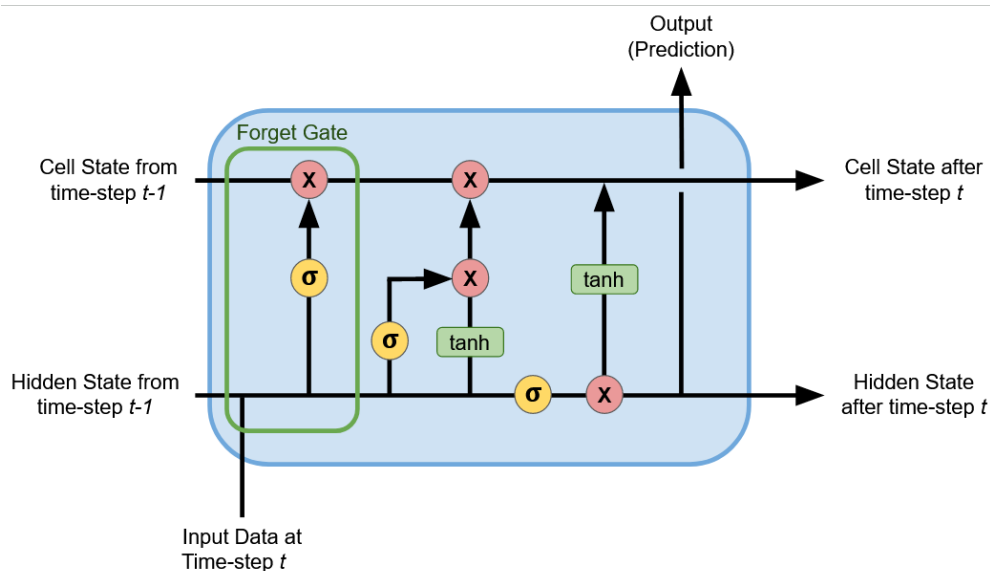 Output
(Prediction)
Forget Gate
Cell State from
time-step t-1
X
X
Cell State after
time-step t
σ
X
tanh
σ
tanh
Hidden State from
time-step t-1
σ
X
Hidden State
after time-step t
Input Data at
Time-step t